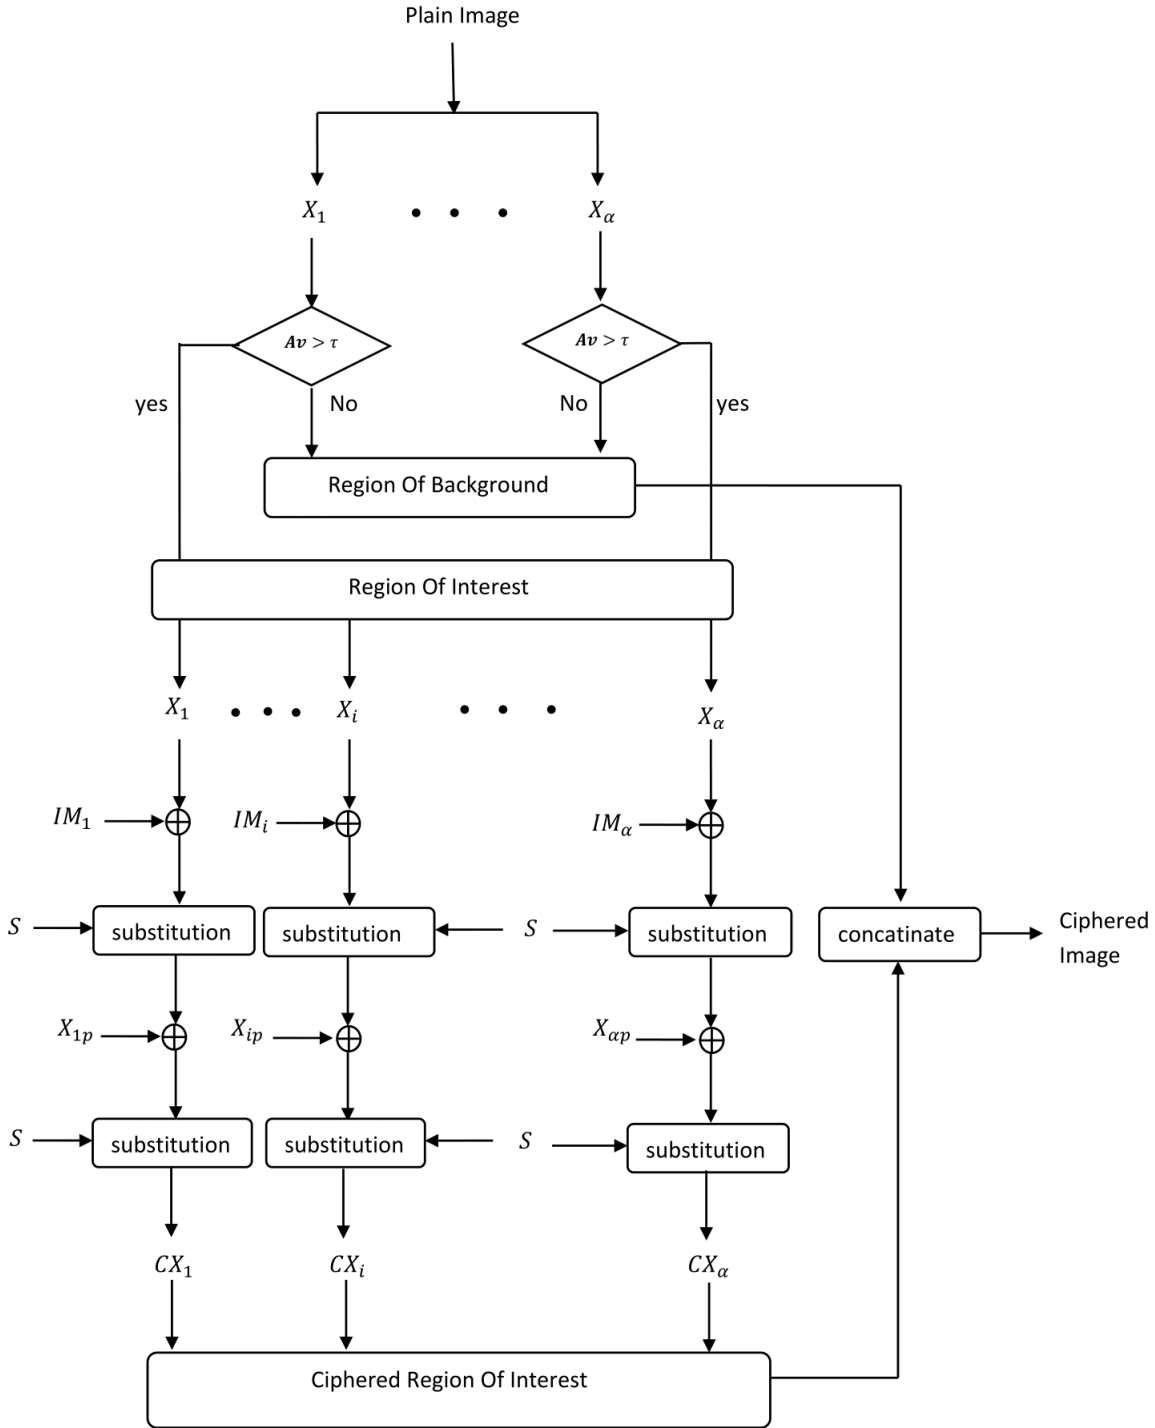 Plain Image
X₁ • • • Xα
Av > τ Av > τ
yes No No yes
Region Of Background
Region Of Interest
X₁ • • • Xᵢ • • • Xα
IM₁ IMᵢ IMα
S substitution substitution S substitution concatinate Ciphered
Image
X₁ₚ Xᵢₚ Xαₚ
S substitution substitution S substitution
CX₁ CXᵢ CXα
Ciphered Region Of Interest